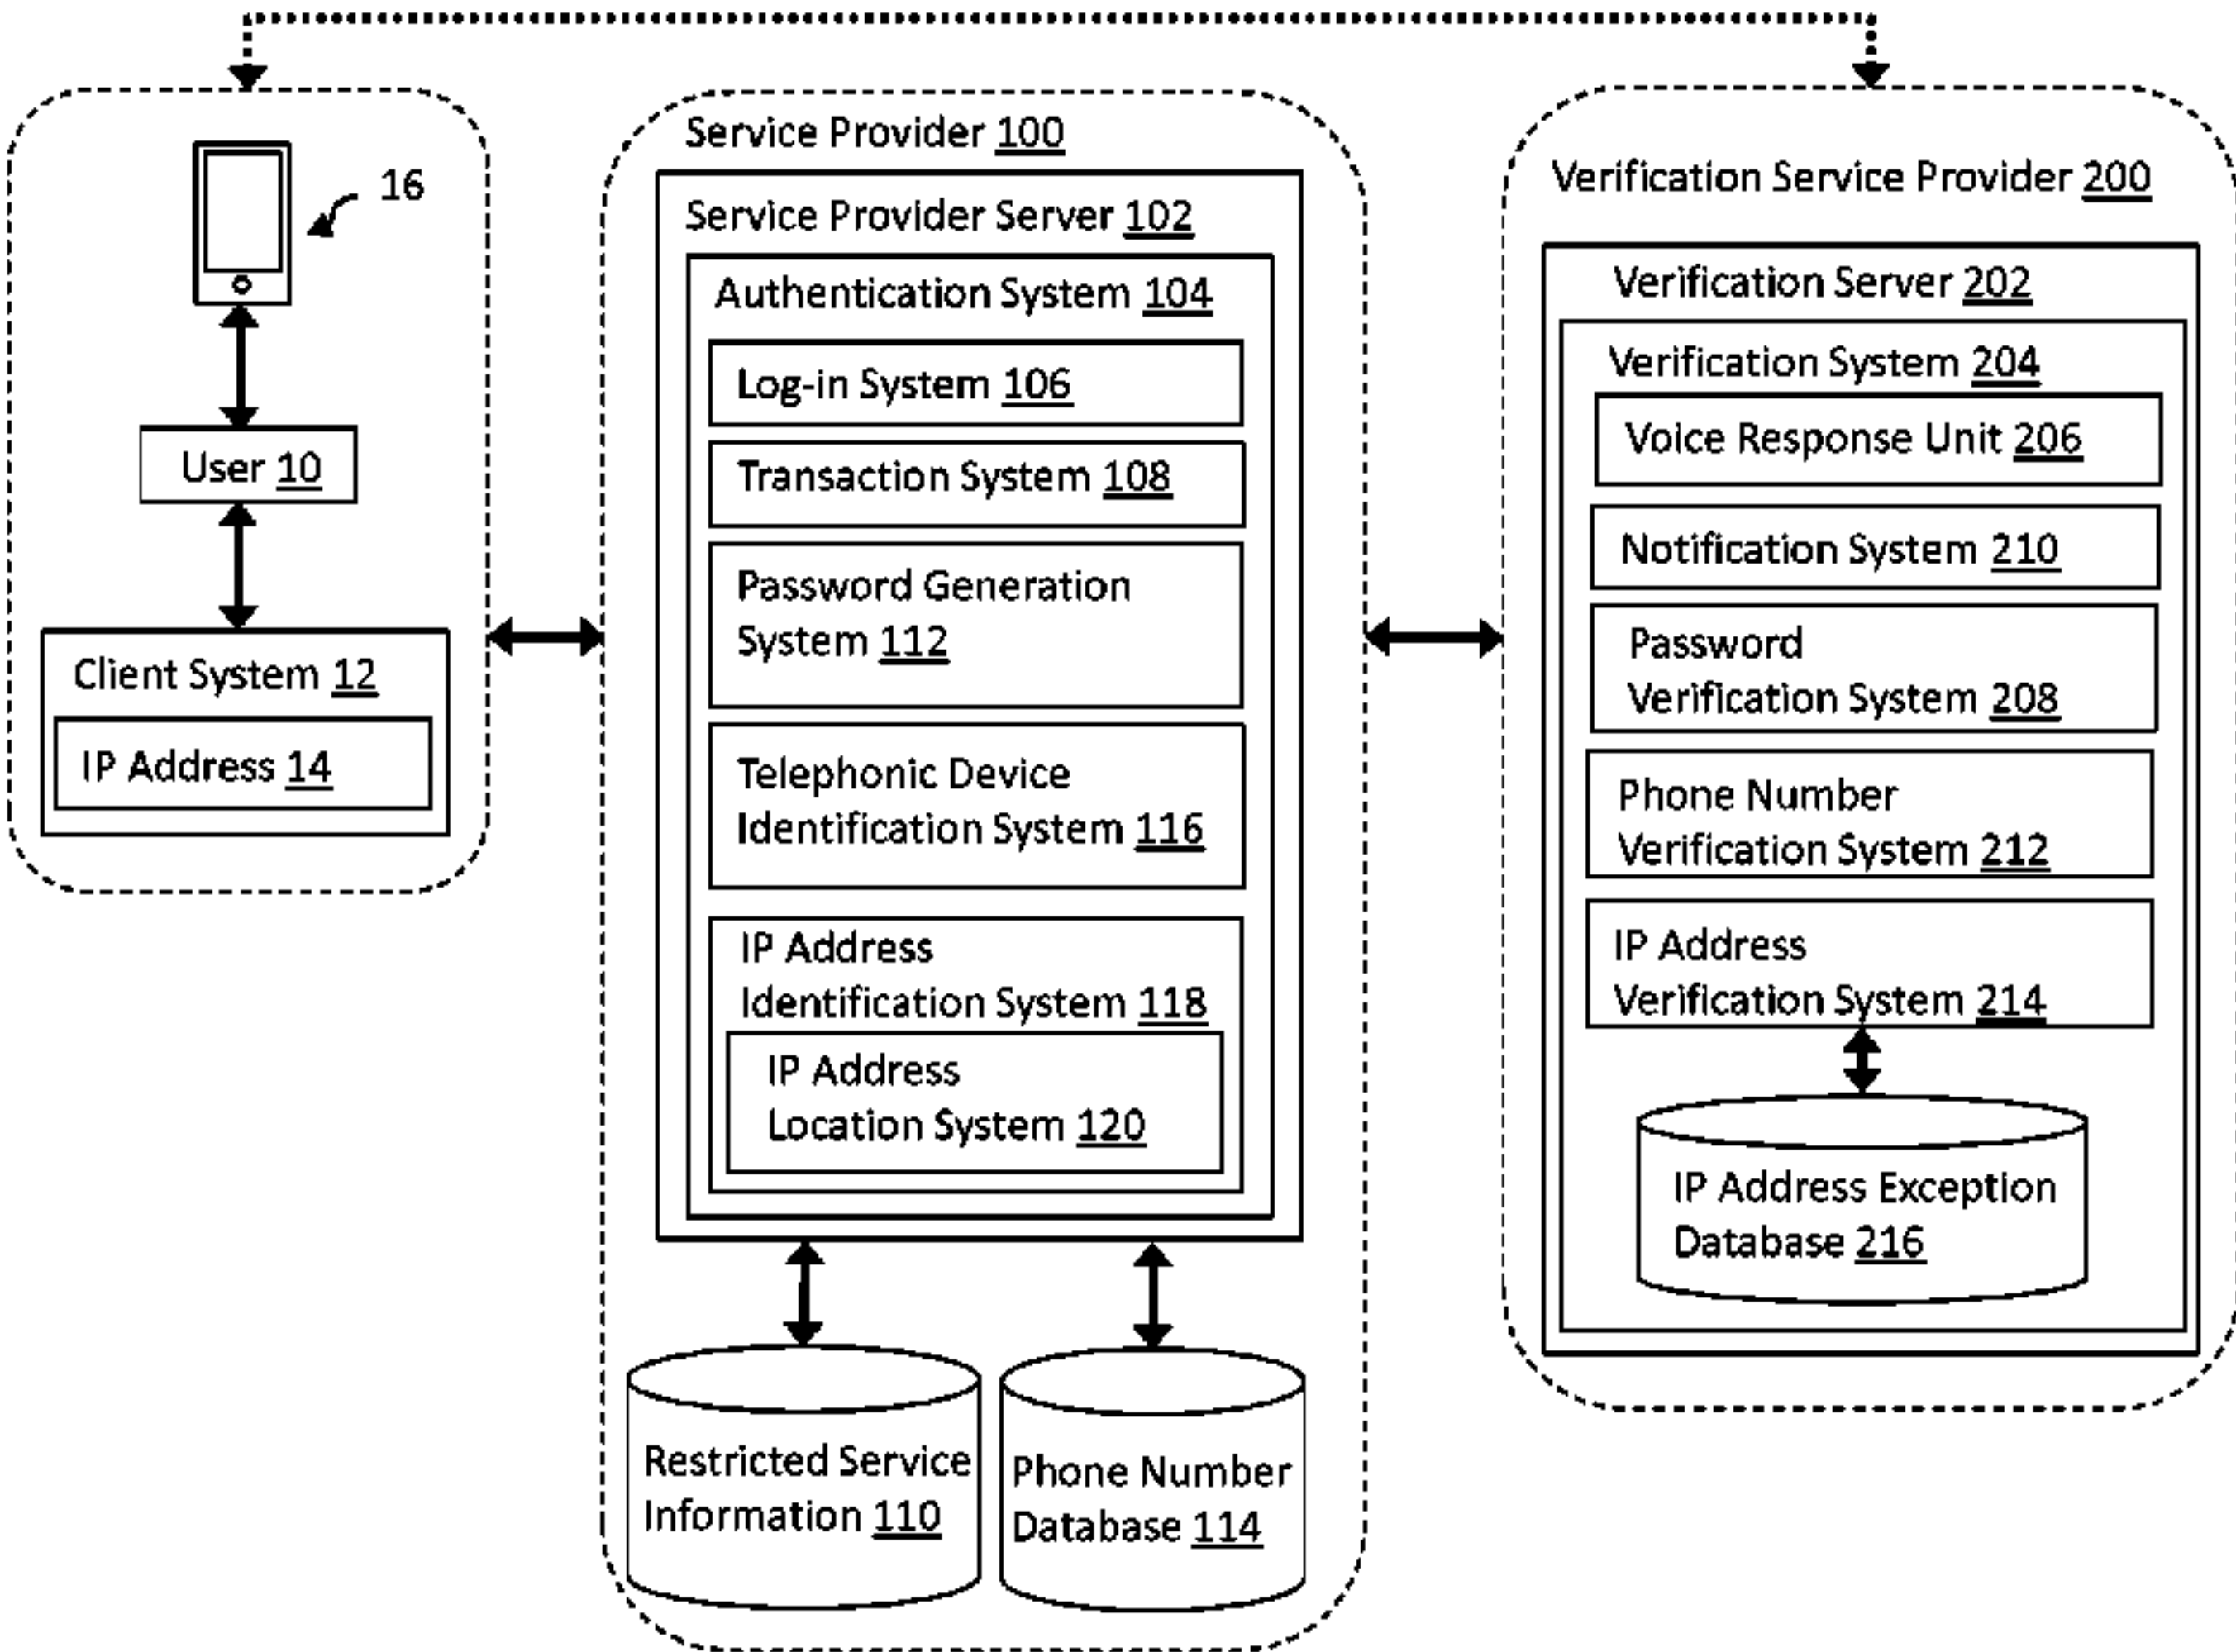 16
User 10
Client System 12
IP Address 14
Service Provider 100
Service Provider Server 102
Authentication System 104
Log-in System 106
Transaction System 108
Password Generation
System 112
Telephonic Device
Identification System 116
IP Address
Identification System 118
IP Address
Location System 120
Restricted Service
Information 110
Phone Number
Database 114
Verification Service Provider 200
Verification Server 202
Verification System 204
Voice Response Unit 206
Notification System 210
Password
Verification System 208
Phone Number
Verification System 212
IP Address
Verification System 214
IP Address Exception
Database 216